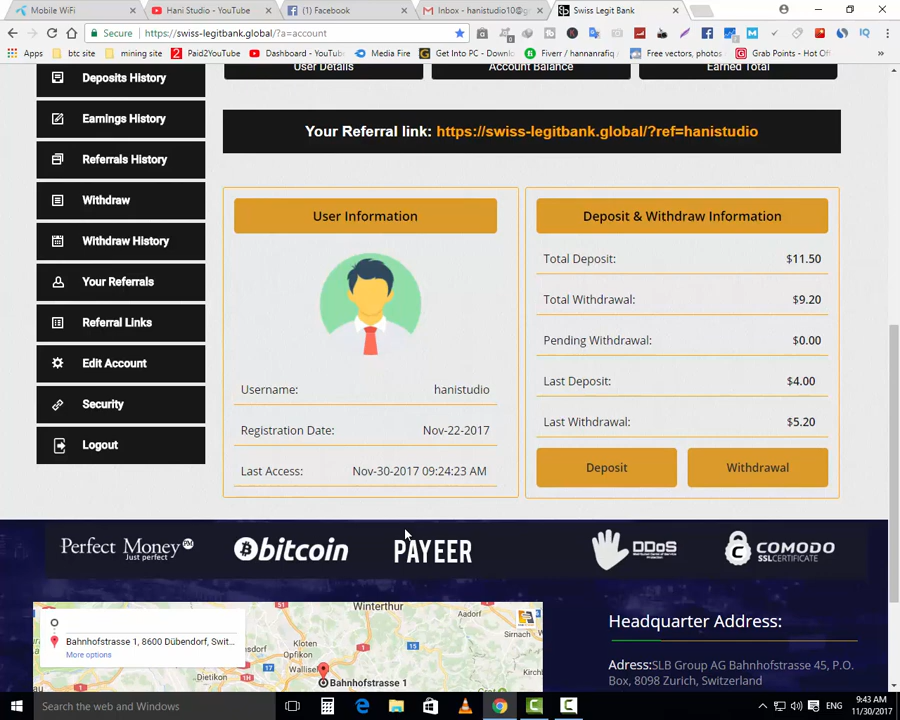 Mobile WiFi
Hani Studio - YouTube
(1) Facebook
Inbox - hanistudio10@g
Swiss Legit Bank
Secure
https://swiss-legitbank.global/?a=account
Apps
btc site
mining site
Paid2YouTube
Dashboard - YouTub
Media Fire
Get Into PC - Downlo
Fiverr / hannanrafiq
Free vectors, photos
Grab Points - Hot Off
User Details
Account Balance
Earned Total
Deposits History
Earnings History
Referrals History
Withdraw
Withdraw History
Your Referrals
Referral Links
Edit Account
Security
Logout
Your Referral link: https://swiss-legitbank.global/?ref=hanistudio
User Information
Username: hanistudio
Registration Date: Nov-22-2017
Last Access: Nov-30-2017 09:24:23 AM
Deposit & Withdraw Information
Total Deposit: $11.50
Total Withdrawal: $9.20
Pending Withdrawal: $0.00
Last Deposit: $4.00
Last Withdrawal: $5.20
Deposit
Withdrawal
Perfect Money PM
Just perfect
bitcoin
PAYEER
DDoS
COMODO
SSL CERTIFICATE
Bahnhofstrasse 1, 8600 Dübendorf, Swit...
More options
Winterthur
Aadorf
Sirnach
Kloten
Opfikon
Wallisel
Illnau
Bahnhofstrasse 1
Headquarter Address:
Adress:SLB Group AG Bahnhofstrasse 45, P.O.
Box, 8098 Zurich, Switzerland
Search the web and Windows
ENG
9:43 AM
11/30/2017